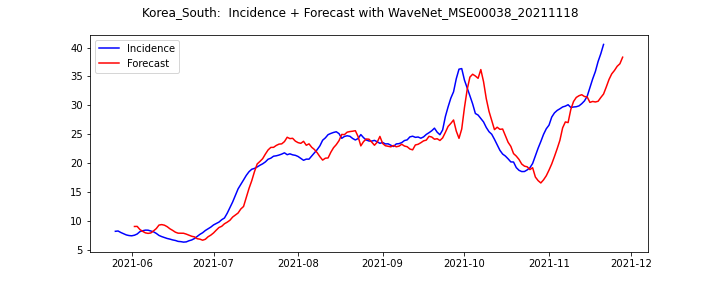 Korea_South:  Incidence + Forecast with WaveNet_MSE00038_20211118
Incidence
Forecast
40
35
30
25
20
15
10
5
2021-06 2021-07 2021-08 2021-09 2021-10 2021-11 2021-12